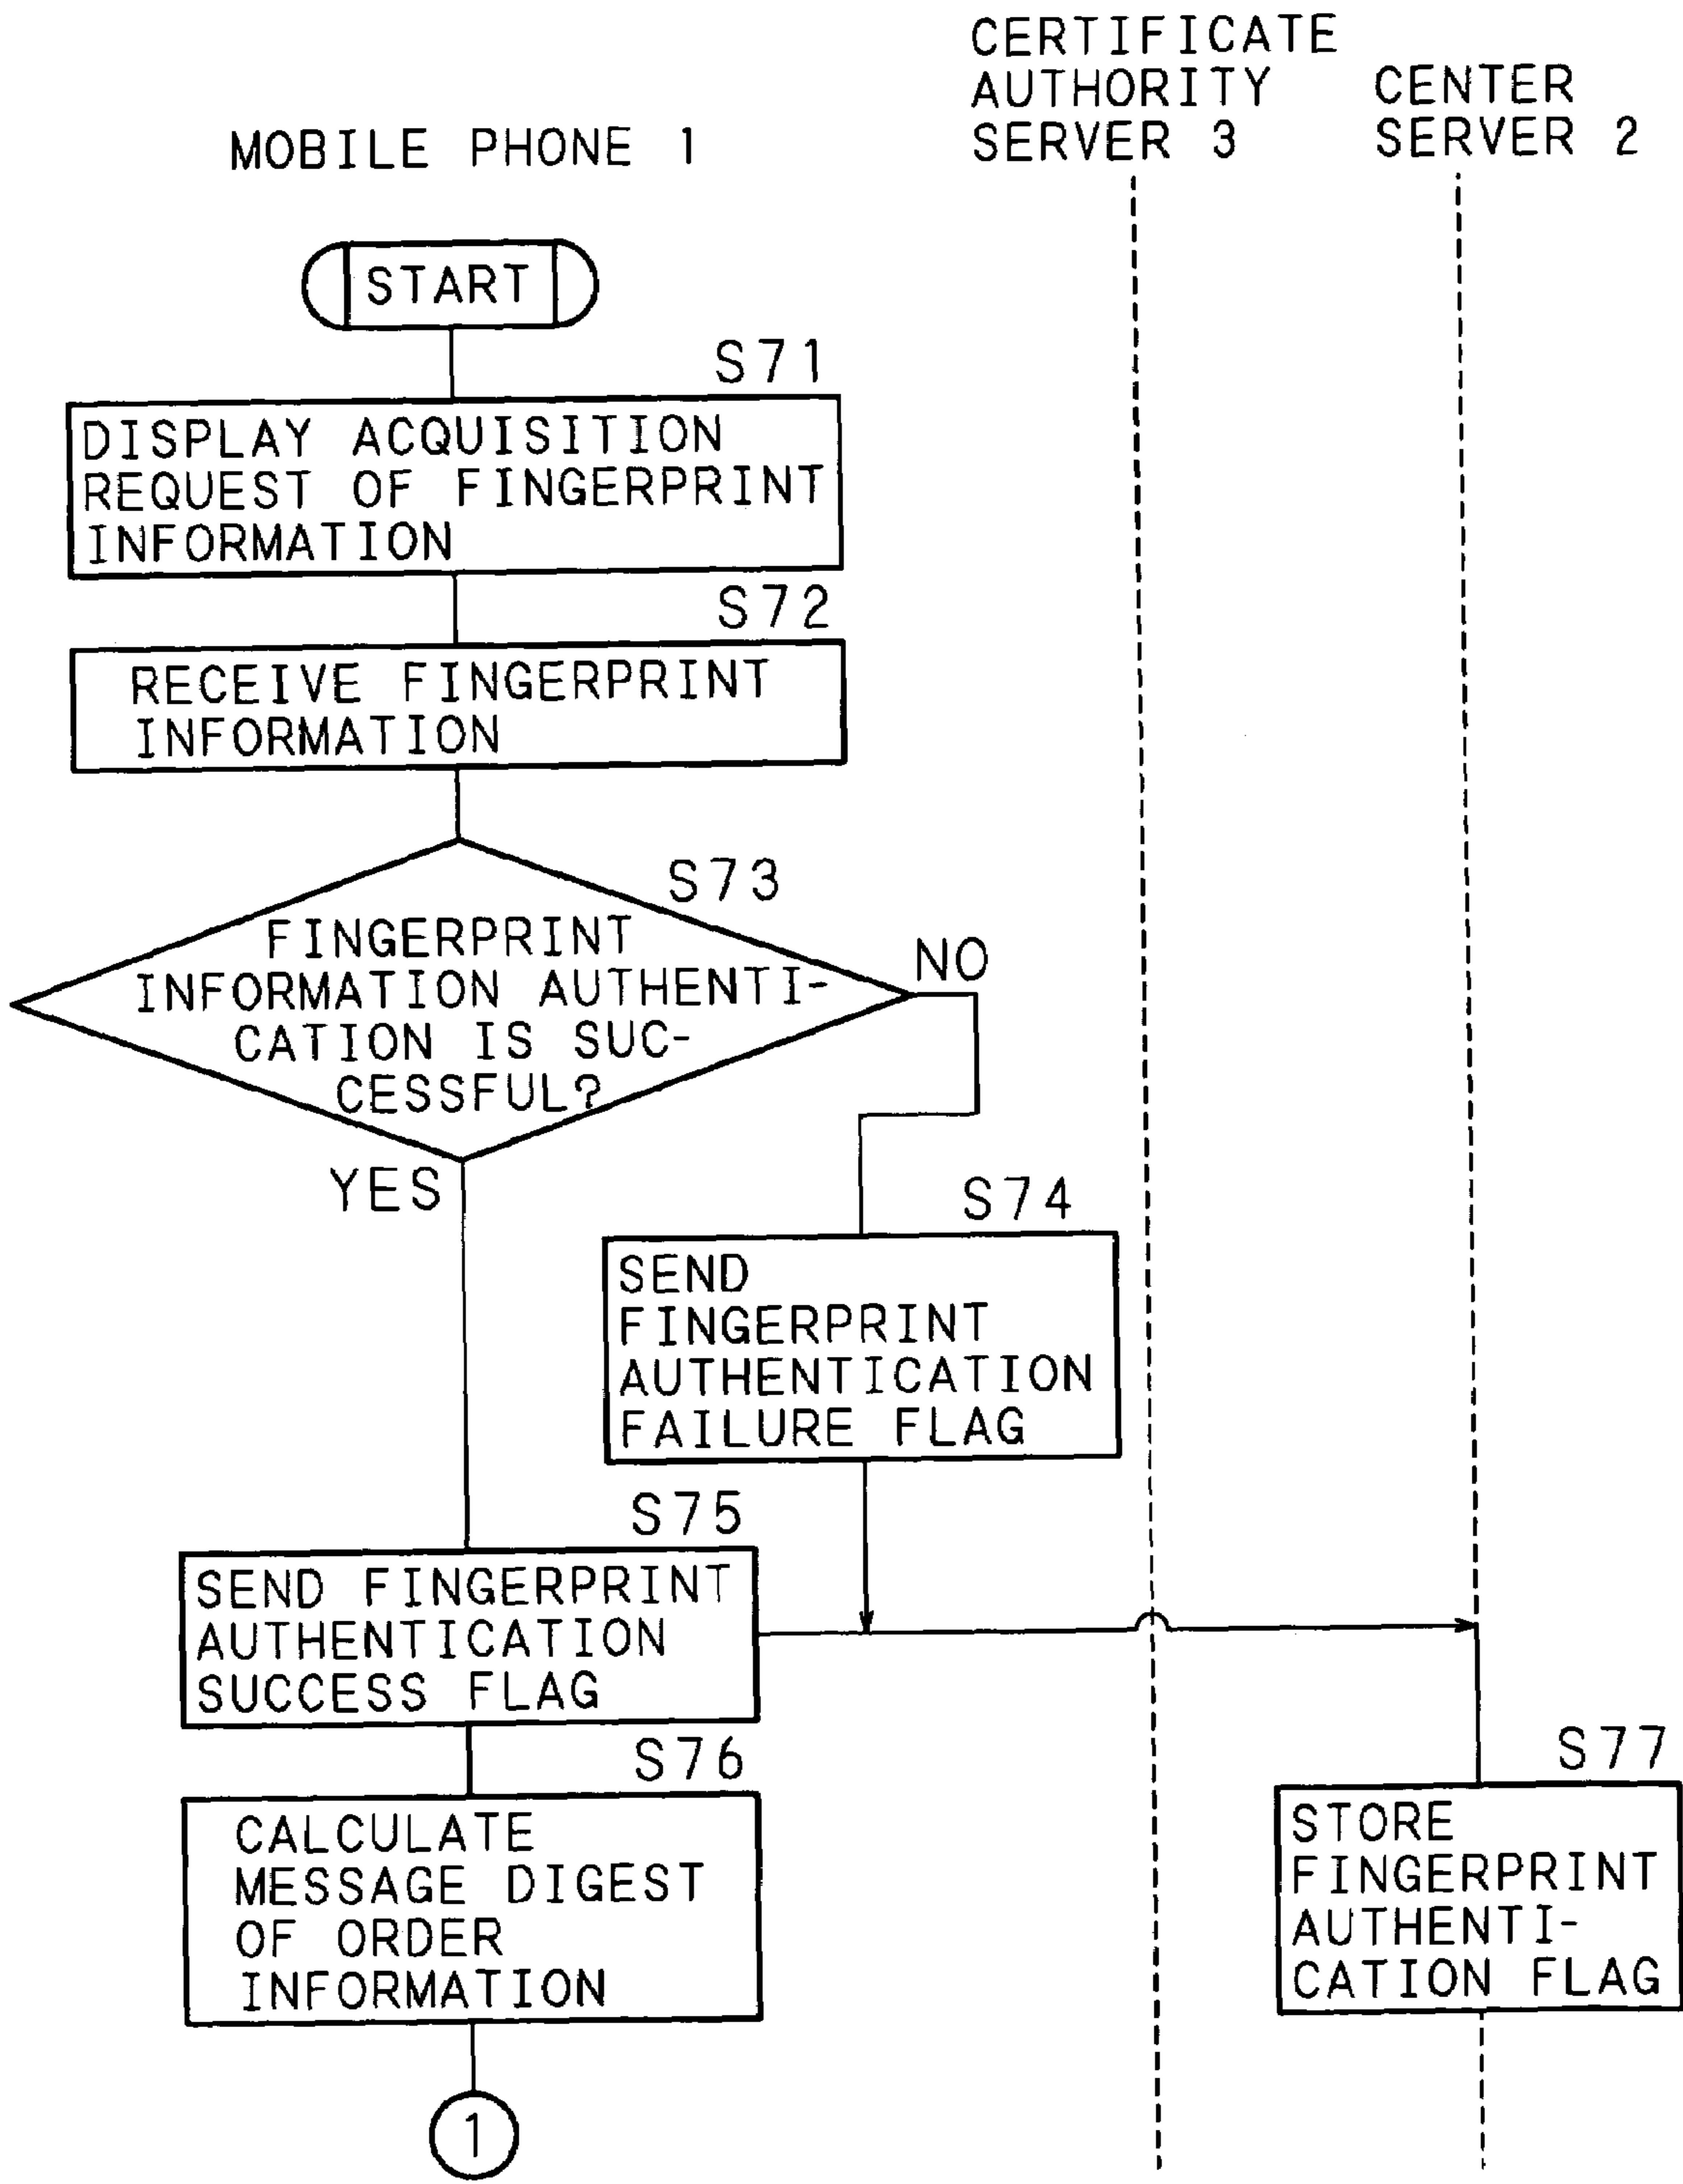 MOBILE PHONE 1
CERTIFICATE
AUTHORITY
SERVER 3
CENTER
SERVER 2
START
S71
DISPLAY ACQUISITION
REQUEST OF FINGERPRINT
INFORMATION
S72
RECEIVE FINGERPRINT
INFORMATION
S73
FINGERPRINT
INFORMATION AUTHENTI-
CATION IS SUC-
CESSFUL?
NO
YES
S74
SEND
FINGERPRINT
AUTHENTICATION
FAILURE FLAG
S75
SEND FINGERPRINT
AUTHENTICATION
SUCCESS FLAG
S76
CALCULATE
MESSAGE DIGEST
OF ORDER
INFORMATION
S77
STORE
FINGERPRINT
AUTHENTI-
CATION FLAG
1